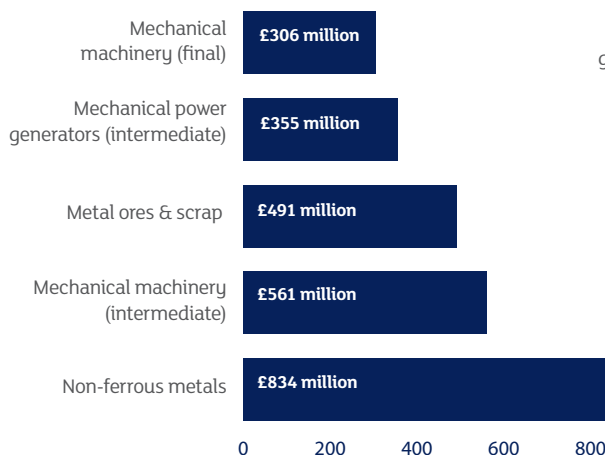 Mechanical
machinery (final)
£306 million
Mechanical power
generators (intermediate)
£355 million
Metal ores & scrap
£491 million
Mechanical machinery
(intermediate)
£561 million
Non-ferrous metals
£834 million
0 200 400 600 800